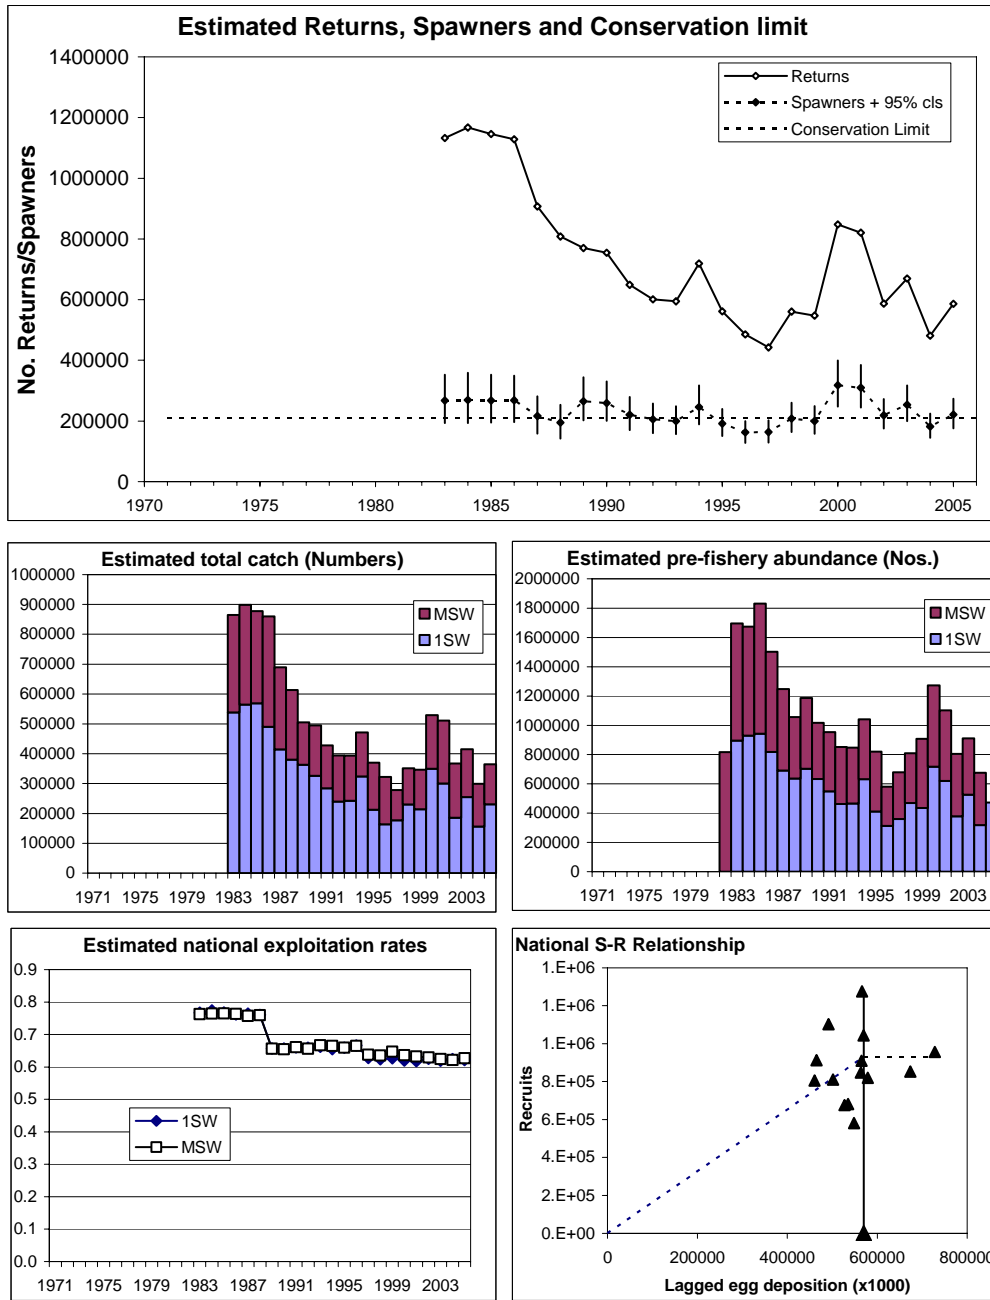 Estimated Returns, Spawners and Conservation limit
No. Returns/Spawners
1400000
1200000
1000000
800000
600000
400000
200000
0
1970 1975 1980 1985 1990 1995 2000 2005
Returns
Spawners + 95% cls
Conservation Limit
Estimated total catch (Numbers)
1000000
900000
800000
700000
600000
500000
400000
300000
200000
100000
0
1971 1975 1979 1983 1987 1991 1995 1999 2003
MSW
1SW
Estimated pre-fishery abundance (Nos.)
2000000
1800000
1600000
1400000
1200000
1000000
800000
600000
400000
200000
0
1971 1975 1979 1983 1987 1991 1995 1999 2003
MSW
1SW
Estimated national exploitation rates
0.9
0.8
0.7
0.6
0.5
0.4
0.3
0.2
0.1
0.0
1971 1975 1979 1983 1987 1991 1995 1999 2003
1SW
MSW
National S-R Relationship
Recruits
1.E+06
1.E+06
1.E+06
8.E+05
6.E+05
4.E+05
2.E+05
0.E+00
0 200000 400000 600000 800000
Lagged egg deposition (x1000)